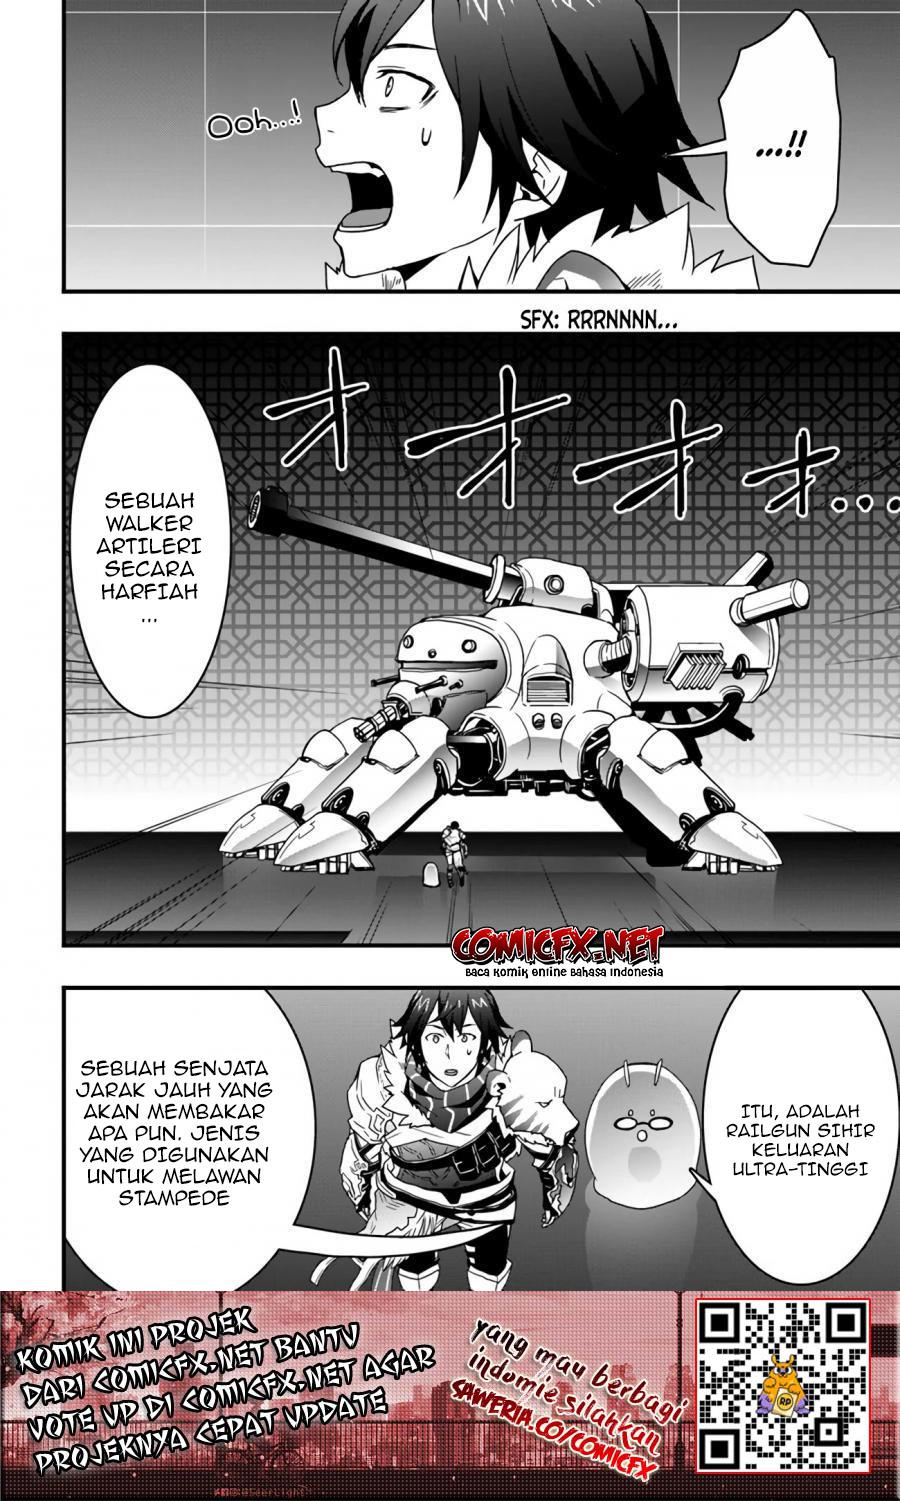 ...!!
Ooh...!
SFX: RRRNNNN...
オオオオ...
SEBUAH
WALKER
ARTILERI
SECARA
HARFIAH
...
COMICFX.NET
BACA KOMIK ONLINE BAHASA INDONESIA
ITU, ADALAH
RAILGUN SIHIR
KELUARAN
ULTRA-TINGGI
SEBUAH SENJATA
JARAK JAUH YANG
AKAN MEMBAKAR
APA PUN. JENIS
YANG DIGUNAKAN
UNTUK MELAWAN
STAMPEDE
KOMIK INI PROJEK
DARI COMICFX.NET BANTU
VOTE UP DI COMICFX.NET AGAR
PROJEKNYA CEPAT UPDATE
yang mau berbagi
indomie silahkan
SAWERIA.CO/COMICFX
RP
@Seerlight